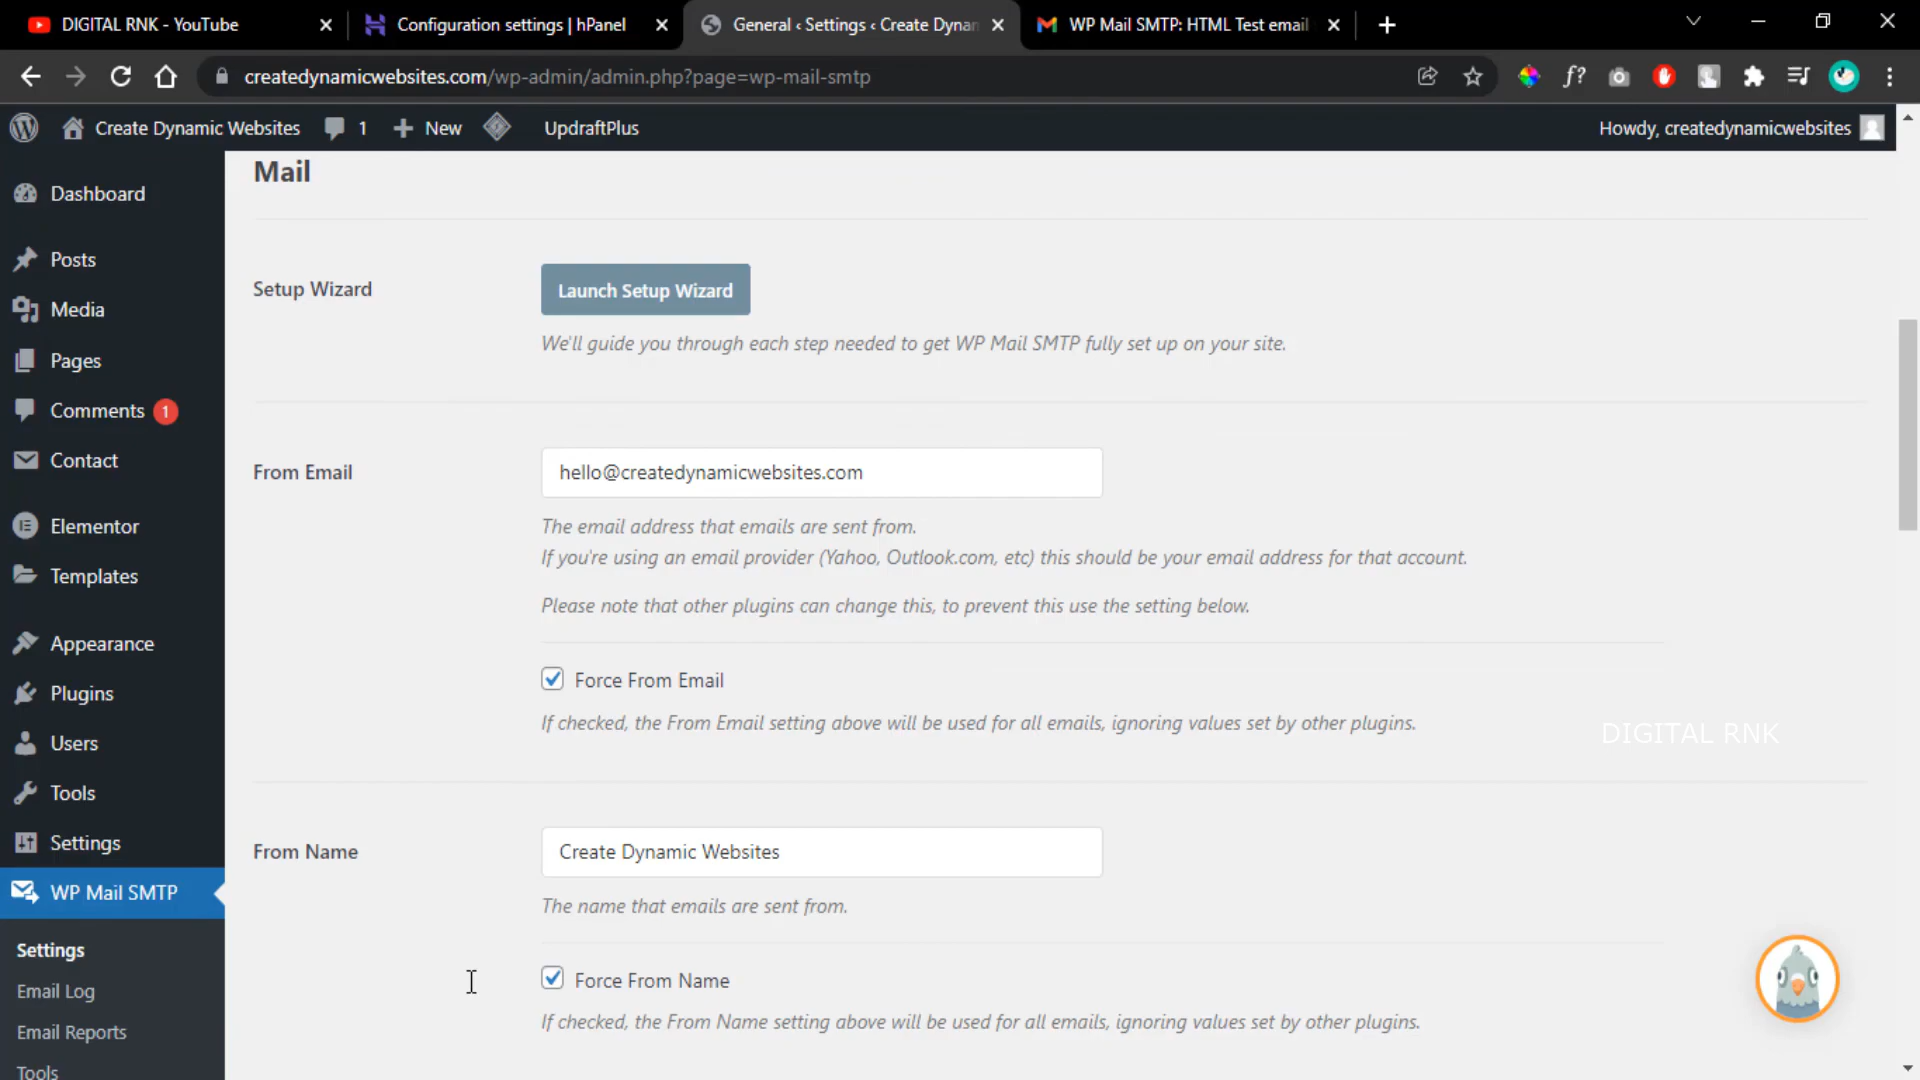 DIGITAL RNK - YouTube
Configuration settings | hPanel
General ‹ Settings ‹ Create Dynan
WP Mail SMTP: HTML Test email
createdynamicwebsites.com/wp-admin/admin.php?page=wp-mail-smtp
f?
Create Dynamic Websites
1
New
UpdraftPlus
Howdy, createdynamicwebsites
Dashboard
Posts
Media
Pages
Comments 1
Contact
Elementor
Templates
Appearance
Plugins
Users
Tools
Settings
WP Mail SMTP
Settings
Email Log
Email Reports
Tools
Mail
Setup Wizard
Launch Setup Wizard
We'll guide you through each step needed to get WP Mail SMTP fully set up on your site.
From Email
hello@createdynamicwebsites.com
The email address that emails are sent from.
If you're using an email provider (Yahoo, Outlook.com, etc) this should be your email address for that account.
Please note that other plugins can change this, to prevent this use the setting below.
Force From Email
If checked, the From Email setting above will be used for all emails, ignoring values set by other plugins.
DIGITAL RNK
From Name
Create Dynamic Websites
The name that emails are sent from.
Force From Name
If checked, the From Name setting above will be used for all emails, ignoring values set by other plugins.